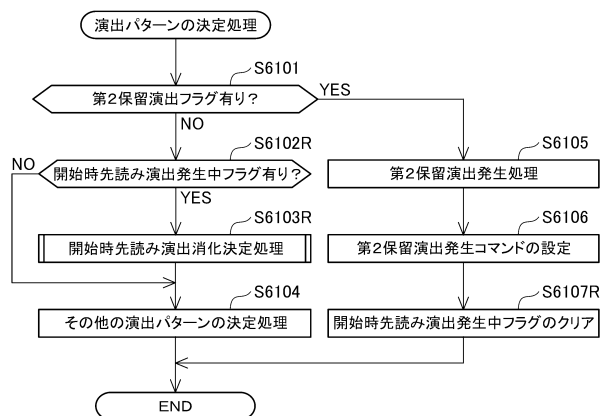 演出パターンの決定処理
S6101
第2保留演出フラグ有り?
YES
NO
S6102R
NO
開始時先読み演出発生中フラグ有り?
YES
S6105
第2保留演出発生処理
S6103R
開始時先読み演出消化決定処理
S6106
第2保留演出発生コマンドの設定
S6104
その他の演出パターンの決定処理
S6107R
開始時先読み演出発生中フラグのクリア
END